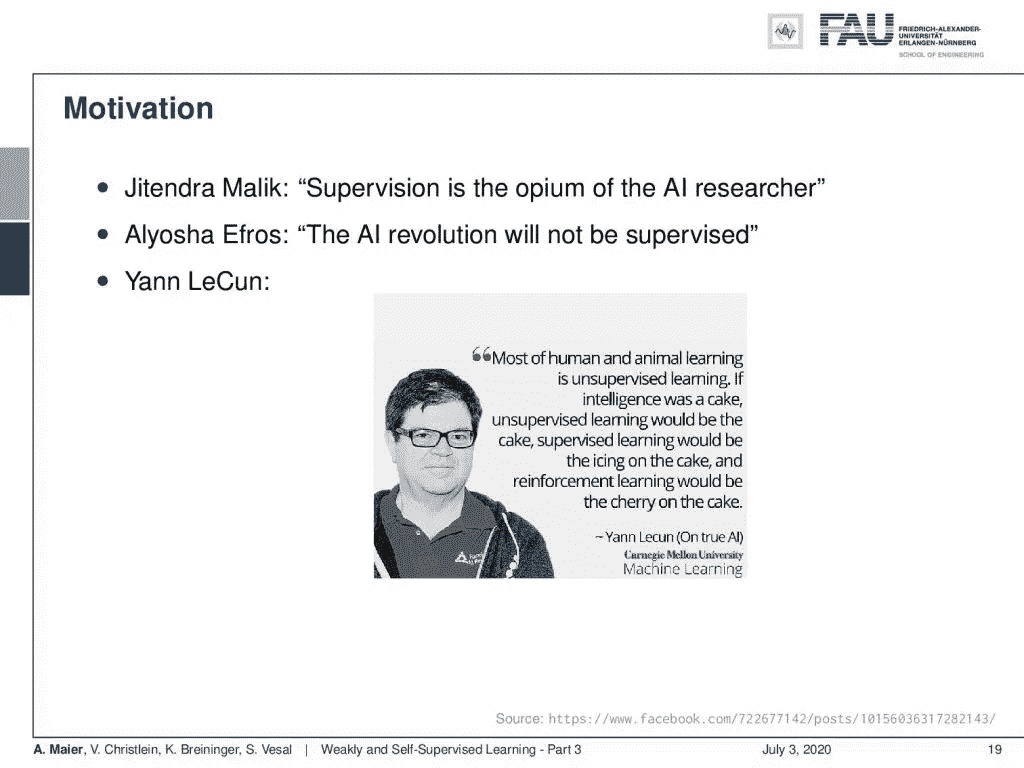 FAU
FRIEDRICH-ALEXANDER-
UNIVERSITÄT
ERLANGEN-NÜRNBERG
SCHOOL OF ENGINEERING
Motivation
• Jitendra Malik: “Supervision is the opium of the AI researcher”
• Alyosha Efros: “The AI revolution will not be supervised”
• Yann LeCun:
“Most of human and animal learning
is unsupervised learning. If
intelligence was a cake,
unsupervised learning would be the
cake, supervised learning would be
the icing on the cake, and
reinforcement learning would be
the cherry on the cake.
~ Yann Lecun (On true AI)
Carnegie Mellon University
Machine Learning
Source: https://www.facebook.com/722677142/posts/10156036317282143/
A. Maier, V. Christlein, K. Breininger, S. Vesal | Weakly and Self-Supervised Learning - Part 3 July 3, 2020 19